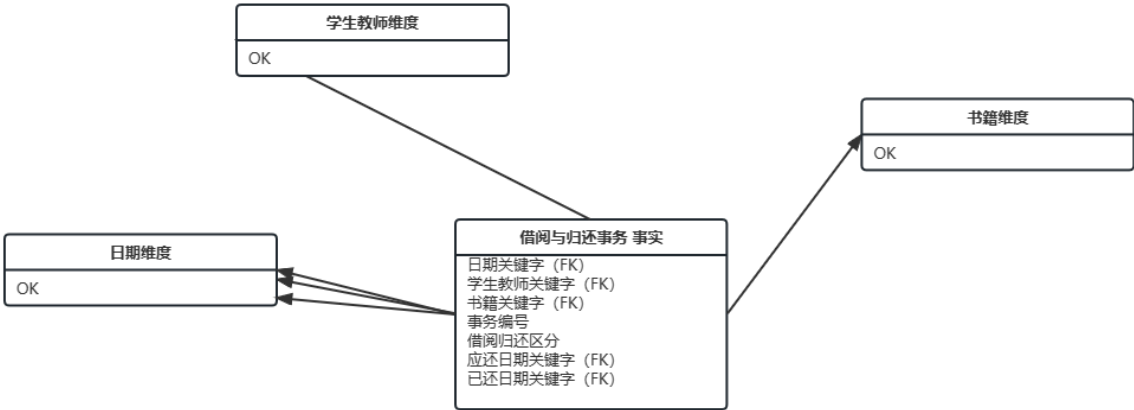 学生教师维度
OK
书籍维度
OK
日期维度
OK
借阅与归还事务 事实
日期关键字（FK）
学生教师关键字（FK）
书籍关键字（FK）
事务编号
借阅归还区分
应还日期关键字（FK）
已还日期关键字（FK）